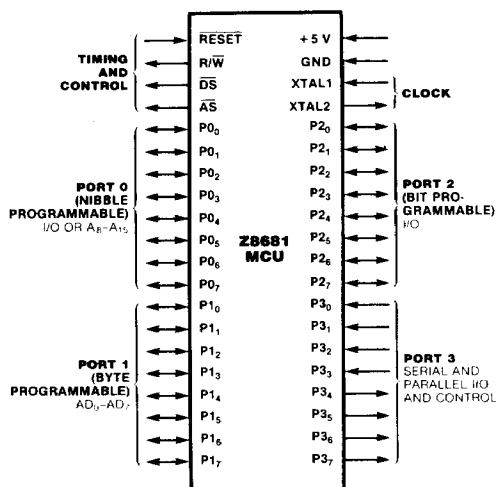 TIMING
AND
CONTROL
RESET
R/W
DS
AS
PORT 0
(NIBBLE
PROGRAMMABLE)
I/O OR A8–A15
P00
P01
P02
P03
P04
P05
P06
P07
PORT 1
(BYTE
PROGRAMMABLE)
AD0–AD7
P10
P11
P12
P13
P14
P15
P16
P17
Z8681
MCU
+5 V
GND
XTAL1
XTAL2
CLOCK
P20
P21
P22
P23
P24
P25
P26
P27
PORT 2
(BIT PRO-
GRAMMABLE)
I/O
P30
P31
P32
P33
P34
P35
P36
P37
PORT 3
SERIAL AND
PARALLEL I/O
AND CONTROL